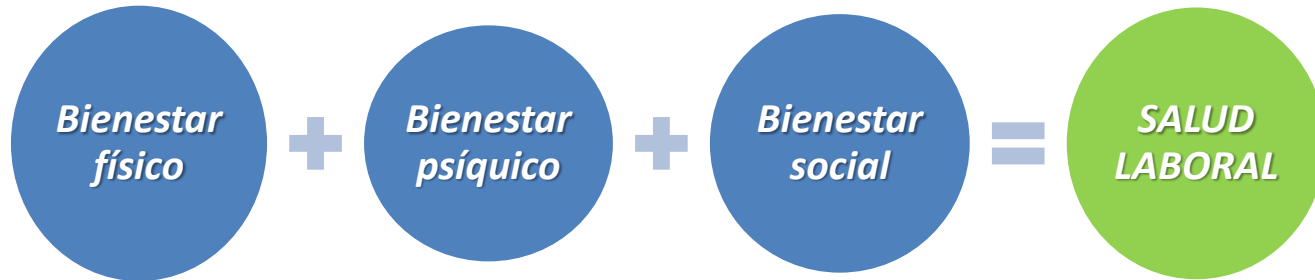 Bienestar
físico
+
Bienestar
psíquico
+
Bienestar
social
=
SALUD
LABORAL